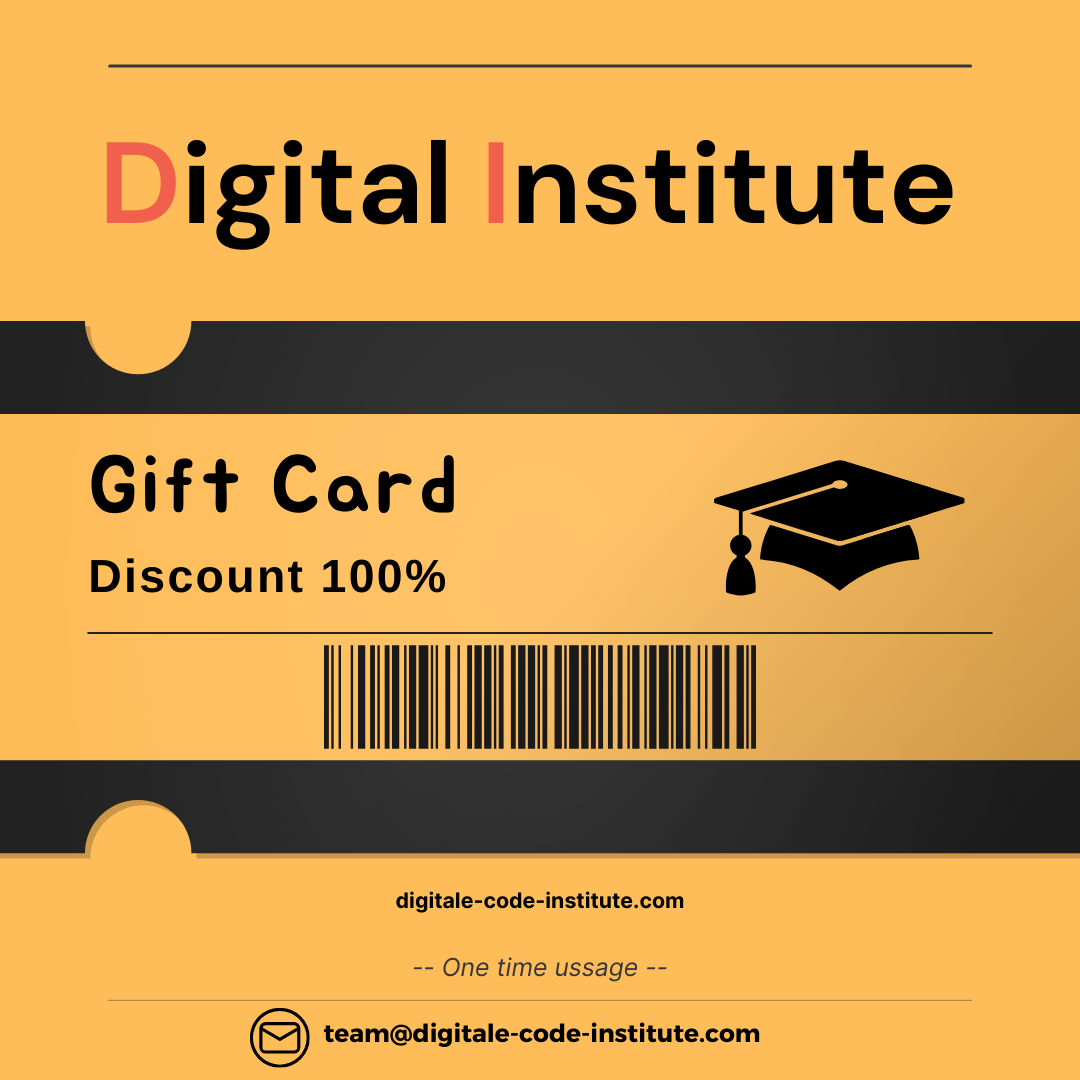 Digital Institute
Gift Card
Discount 100%
digitale-code-institute.com
-- One time ussage --
team@digitale-code-institute.com